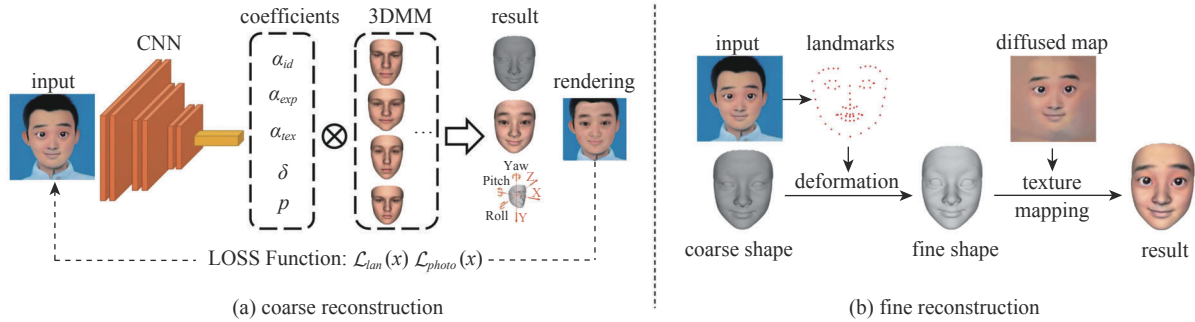 coefficients
3DMM
result
CNN
input
rendering
α_id
α_exp
α_tex
δ
p
⊗
...
Yaw
Pitch
Z
X
Roll
Y
LOSS Function: ℒ_lan(x) ℒ_photo(x)
(a) coarse reconstruction
input
landmarks
diffused map
deformation
texture
mapping
coarse shape
fine shape
result
(b) fine reconstruction